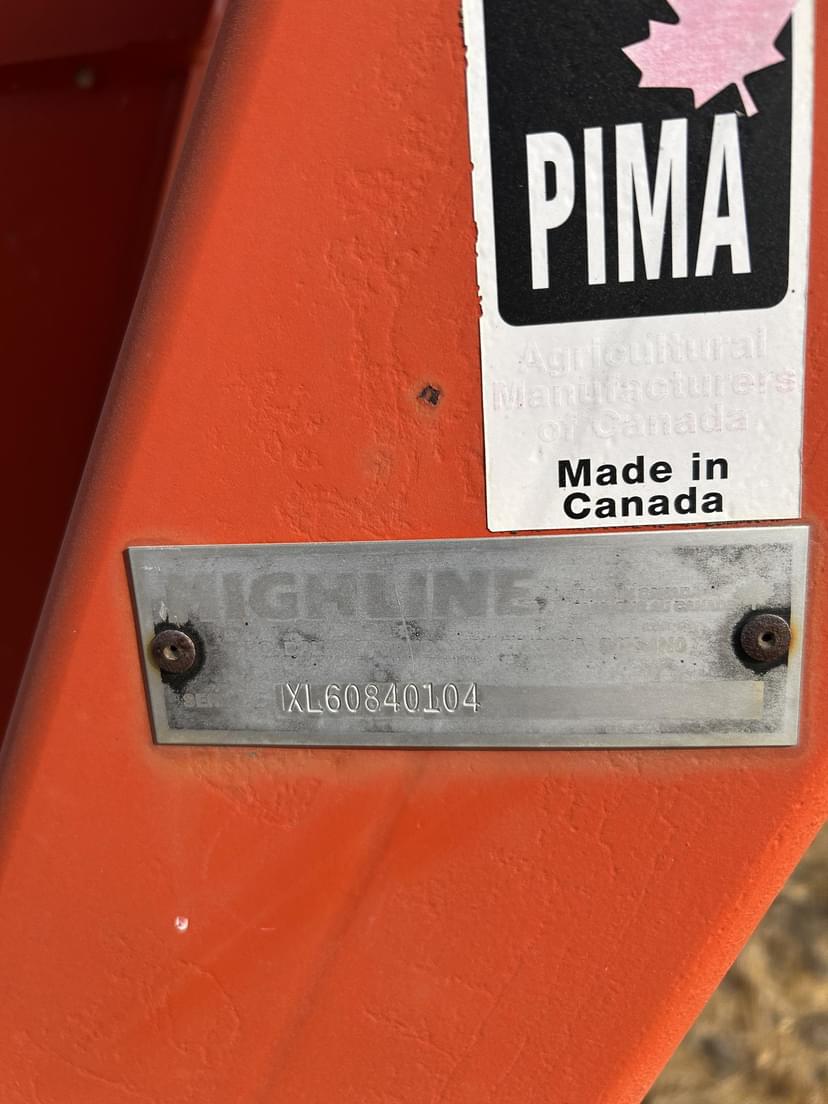 PIMA
Agricultural
Manufacturers
of Canada
Made in
Canada
HIGHLINE
XL60840104